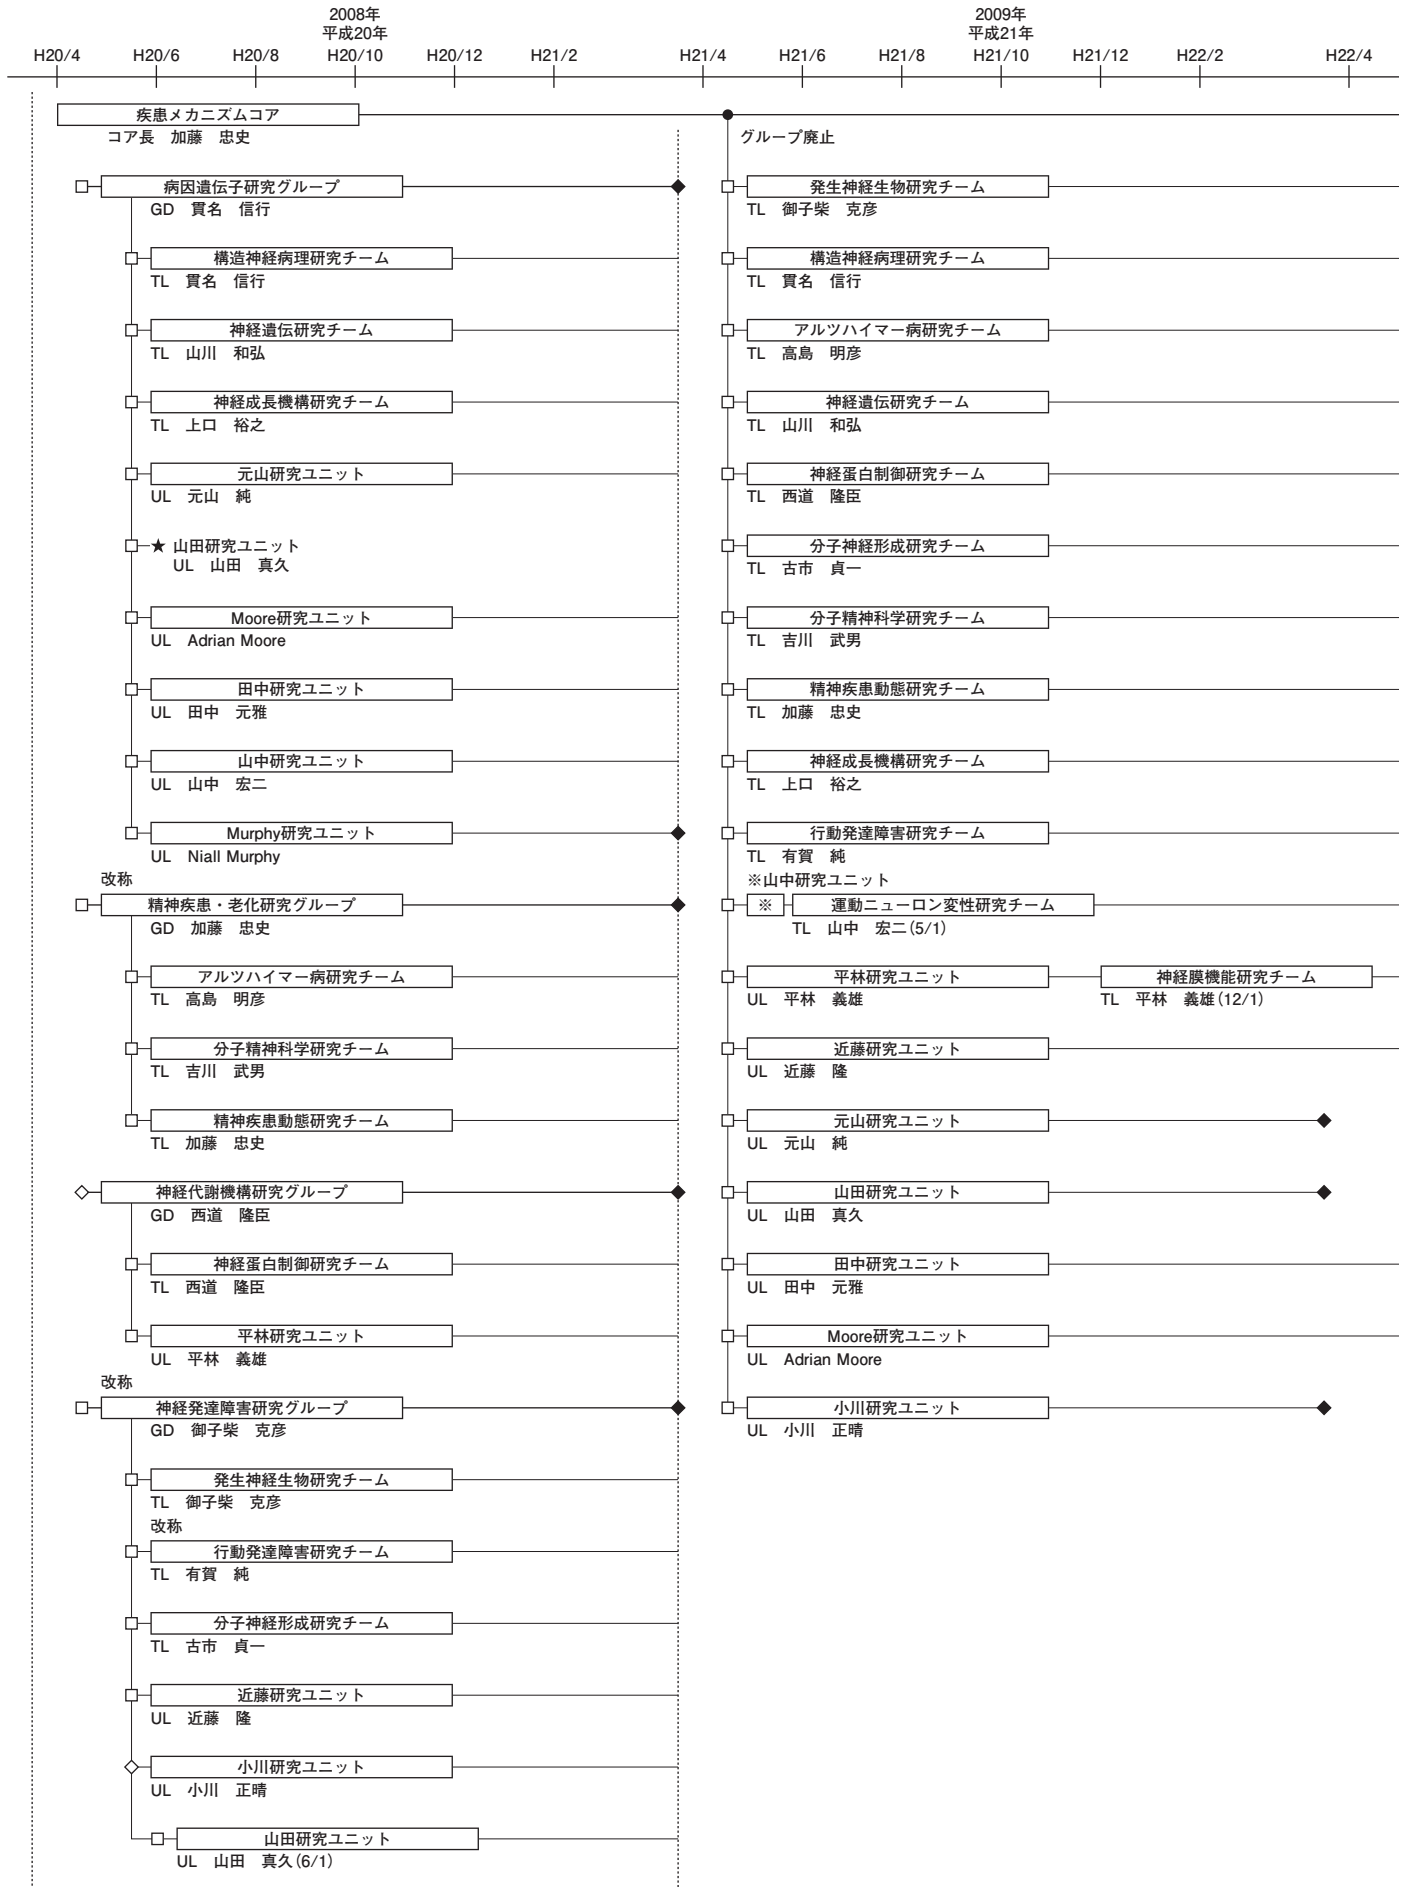 2008年
平成20年
2009年
平成21年
H20/4
H20/6
H20/8
H20/10
H20/12
H21/2
H21/4
H21/6
H21/8
H21/10
H21/12
H22/2
H22/4
疾患メカニズムコア
コア長 加藤 忠史
病因遺伝子研究グループ
GD 貫名 信行
構造神経病理研究チーム
TL 貫名 信行
神経遺伝研究チーム
TL 山川 和弘
神経成長機構研究チーム
TL 上口 裕之
元山研究ユニット
UL 元山 純
★ 山田研究ユニット
UL 山田 真久
Moore研究ユニット
UL Adrian Moore
田中研究ユニット
UL 田中 元雅
山中研究ユニット
UL 山中 宏二
Murphy研究ユニット
UL Niall Murphy
改称
精神疾患・老化研究グループ
GD 加藤 忠史
アルツハイマー病研究チーム
TL 高島 明彦
分子精神科学研究チーム
TL 吉川 武男
精神疾患動態研究チーム
TL 加藤 忠史
神経代謝機構研究グループ
GD 西道 隆臣
神経蛋白制御研究チーム
TL 西道 隆臣
平林研究ユニット
UL 平林 義雄
改称
神経発達障害研究グループ
GD 御子柴 克彦
発生神経生物研究チーム
TL 御子柴 克彦
改称
行動発達障害研究チーム
TL 有賀 純
分子神経形成研究チーム
TL 古市 貞一
近藤研究ユニット
UL 近藤 隆
小川研究ユニット
UL 小川 正晴
山田研究ユニット
UL 山田 真久(6/1)
グループ廃止
発生神経生物研究チーム
TL 御子柴 克彦
構造神経病理研究チーム
TL 貫名 信行
アルツハイマー病研究チーム
TL 高島 明彦
神経遺伝研究チーム
TL 山川 和弘
神経蛋白制御研究チーム
TL 西道 隆臣
分子神経形成研究チーム
TL 古市 貞一
分子精神科学研究チーム
TL 吉川 武男
精神疾患動態研究チーム
TL 加藤 忠史
神経成長機構研究チーム
TL 上口 裕之
行動発達障害研究チーム
TL 有賀 純
※山中研究ユニット
※ 運動ニューロン変性研究チーム
TL 山中 宏二(5/1)
平林研究ユニット
UL 平林 義雄
神経膜機能研究チーム
TL 平林 義雄(12/1)
近藤研究ユニット
UL 近藤 隆
元山研究ユニット
UL 元山 純
山田研究ユニット
UL 山田 真久
田中研究ユニット
UL 田中 元雅
Moore研究ユニット
UL Adrian Moore
小川研究ユニット
UL 小川 正晴